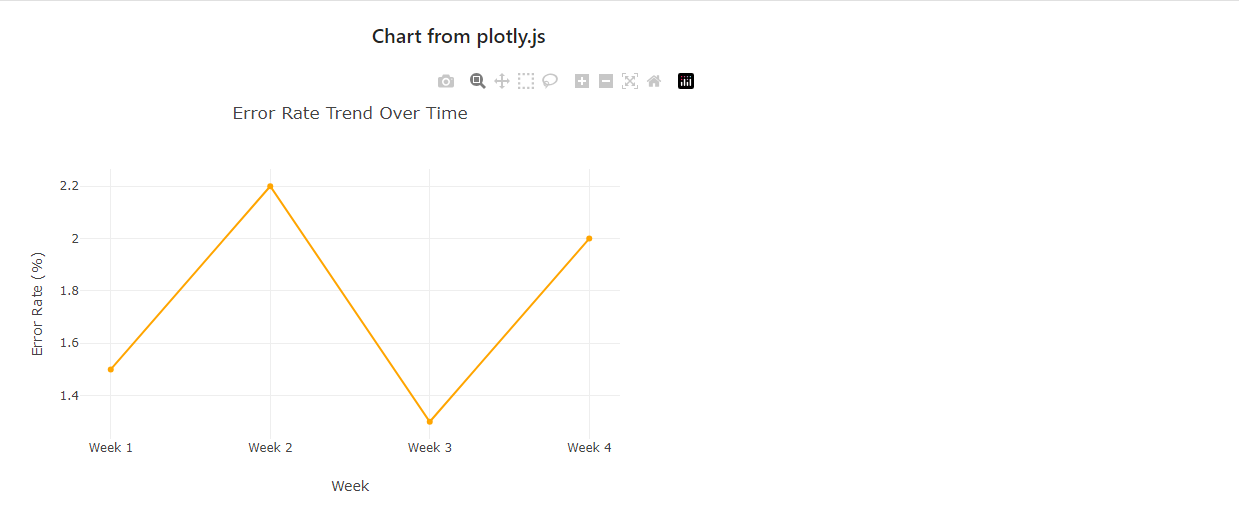 Chart from plotly.js
Error Rate Trend Over Time
Error Rate (%)
2.2
2
1.8
1.6
1.4
Week 1 Week 2 Week 3 Week 4
Week